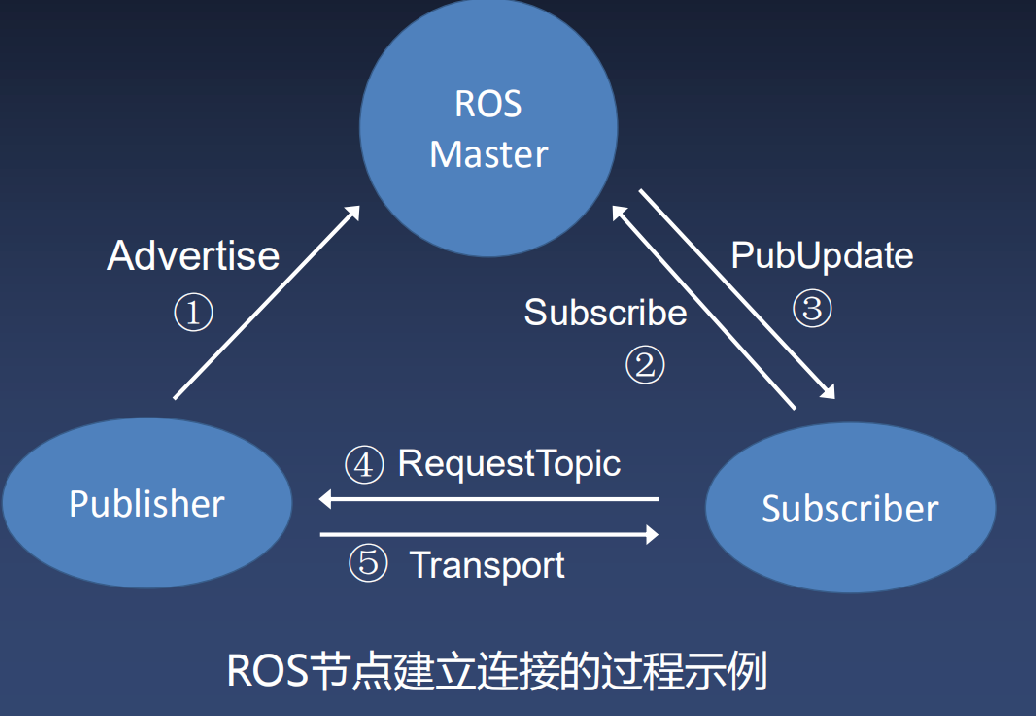 ROS
Master
Advertise
①
PubUpdate
③
Subscribe
②
④ RequestTopic
Publisher
Subscriber
⑤ Transport
ROS节点建立连接的过程示例